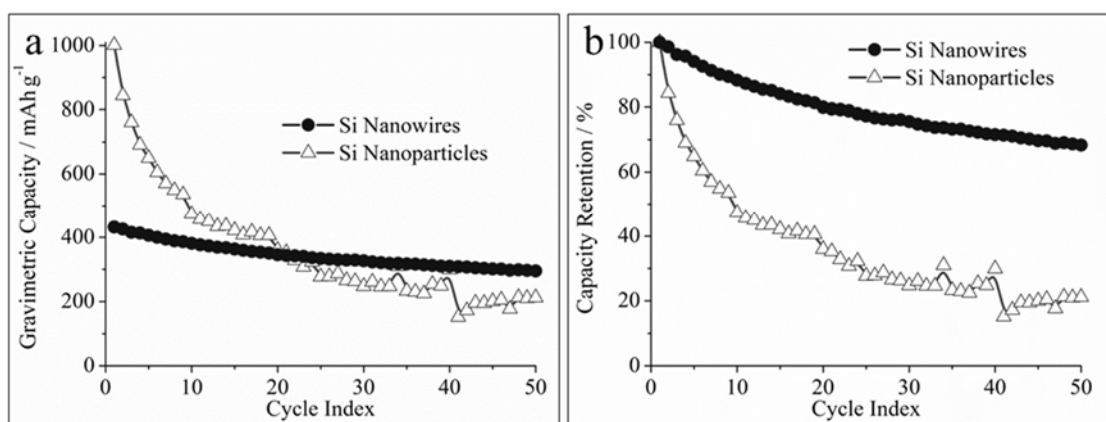 a
Gravimetric Capacity / mAh g⁻¹
1000
800
600
400
200
0
Si Nanowires
Si Nanoparticles
0 10 20 30 40 50
Cycle Index
b
Capacity Retention / %
100
80
60
40
20
0
Si Nanowires
Si Nanoparticles
0 10 20 30 40 50
Cycle Index